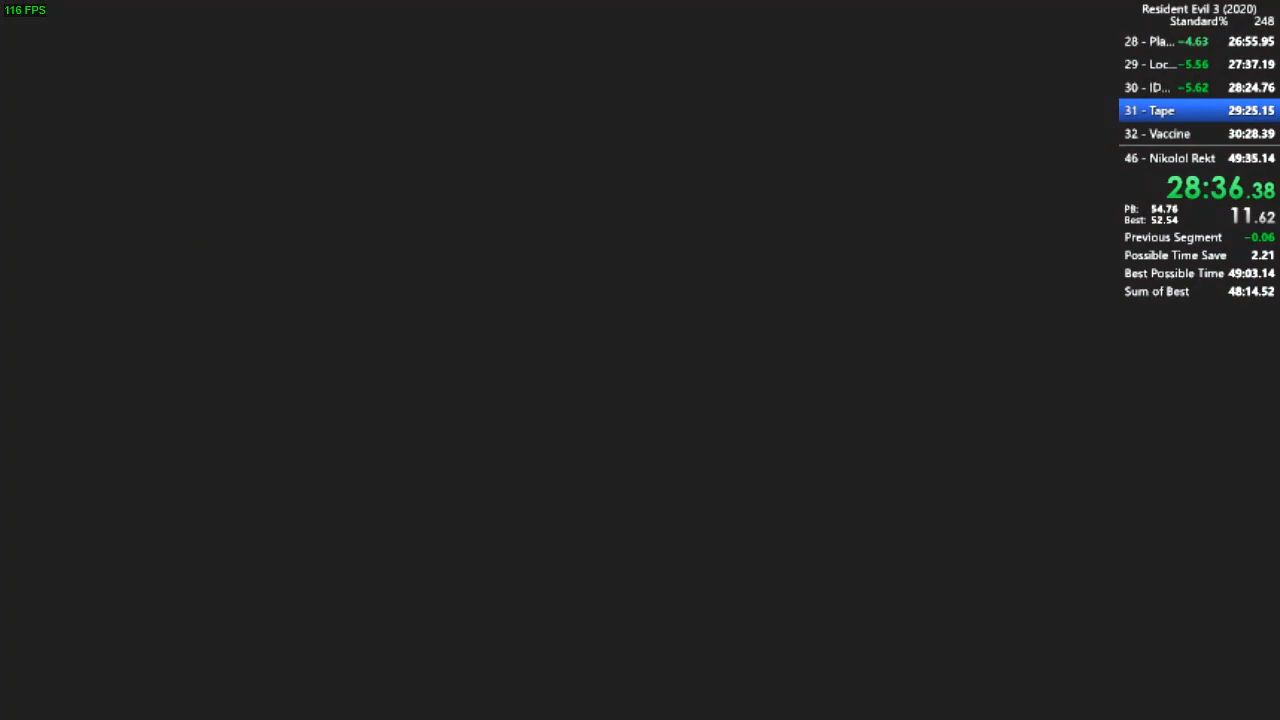 116 FPS
Resident Evil 3 (2020)
Standard% 248
28 - Pla... −4.63 26:55.95
29 - Loc... −5.56 27:37.19
30 - ID... −5.62 28:24.76
31 - Tape 29:25.15
32 - Vaccine 30:28.39
46 - Nikolol Rekt 49:35.14
28:36.38
PB: 54.76
Best: 52.54
11.62
Previous Segment −0.06
Possible Time Save 2.21
Best Possible Time 49:03.14
Sum of Best 48:14.52